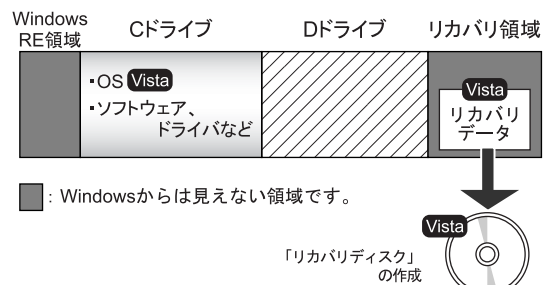 Windows
RE領域
Cドライブ
Dドライブ
リカバリ領域
・OS Vista
・ソフトウェア、
ドライバなど
Vista
リカバリ
データ
：Windowsからは見えない領域です。
Vista
「リカバリディスク」
の作成